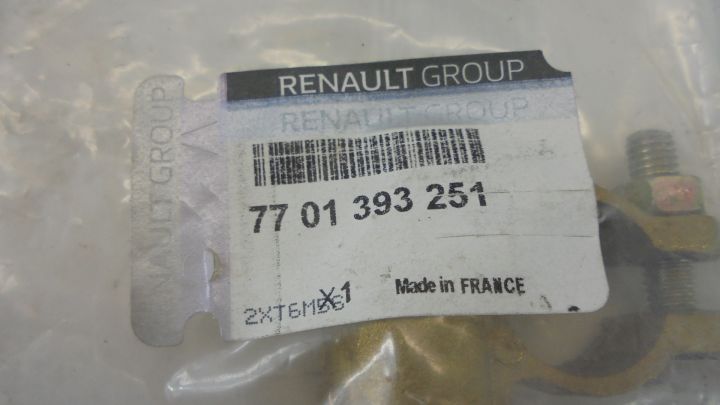 RENAULT GROUP
RENAULT GROUP
RENAULT GROUP
77 01 393 251
X1
Made in FRANCE